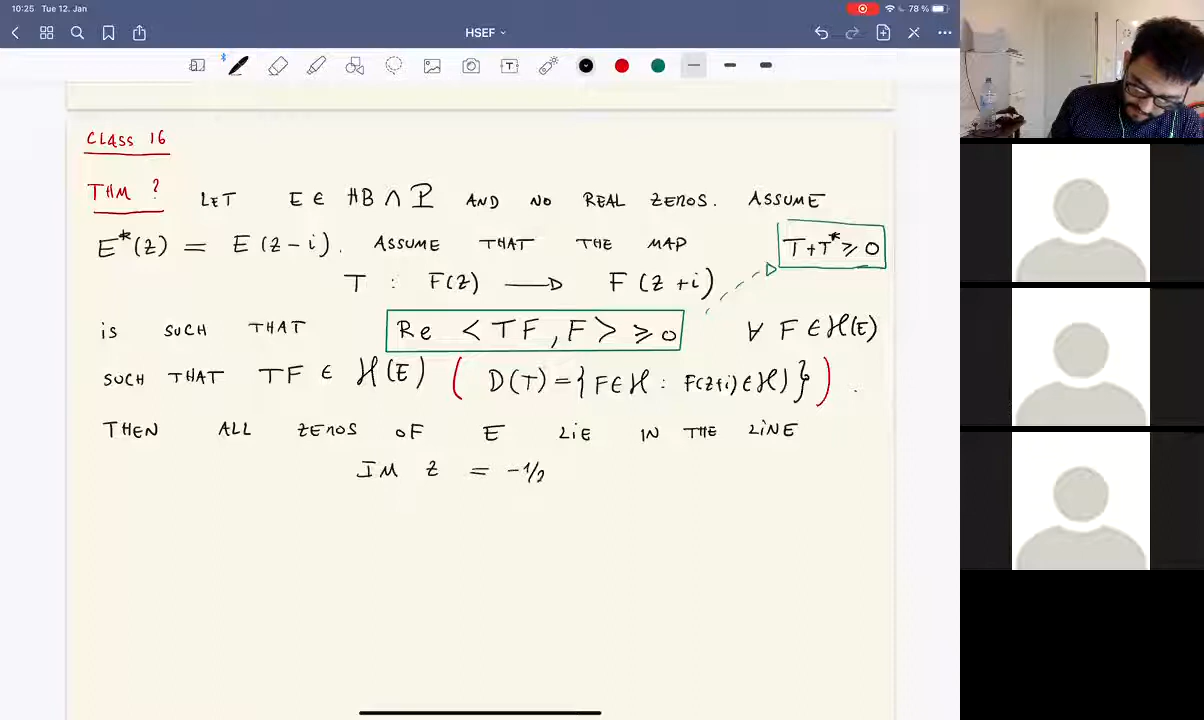 10:25 Tue 12. Jan
78 %
HSEF
CLASS 16
THM ? LET E ∈ HB ∩ P AND NO REAL ZEROS. ASSUME
E*(z) = E(z-i). ASSUME THAT THE MAP
T+T* ≥ 0
T : F(z) → F(z+i)
is SUCH THAT Re <TF, F> ≥ 0 ∀ F ∈ H(E)
SUCH THAT TF ∈ H(E) ( D(T) = {F ∈ H : F(z+i) ∈ H)} ) .
THEN ALL ZEROS OF E LiE IN THE LiNE
IM z = -1/2